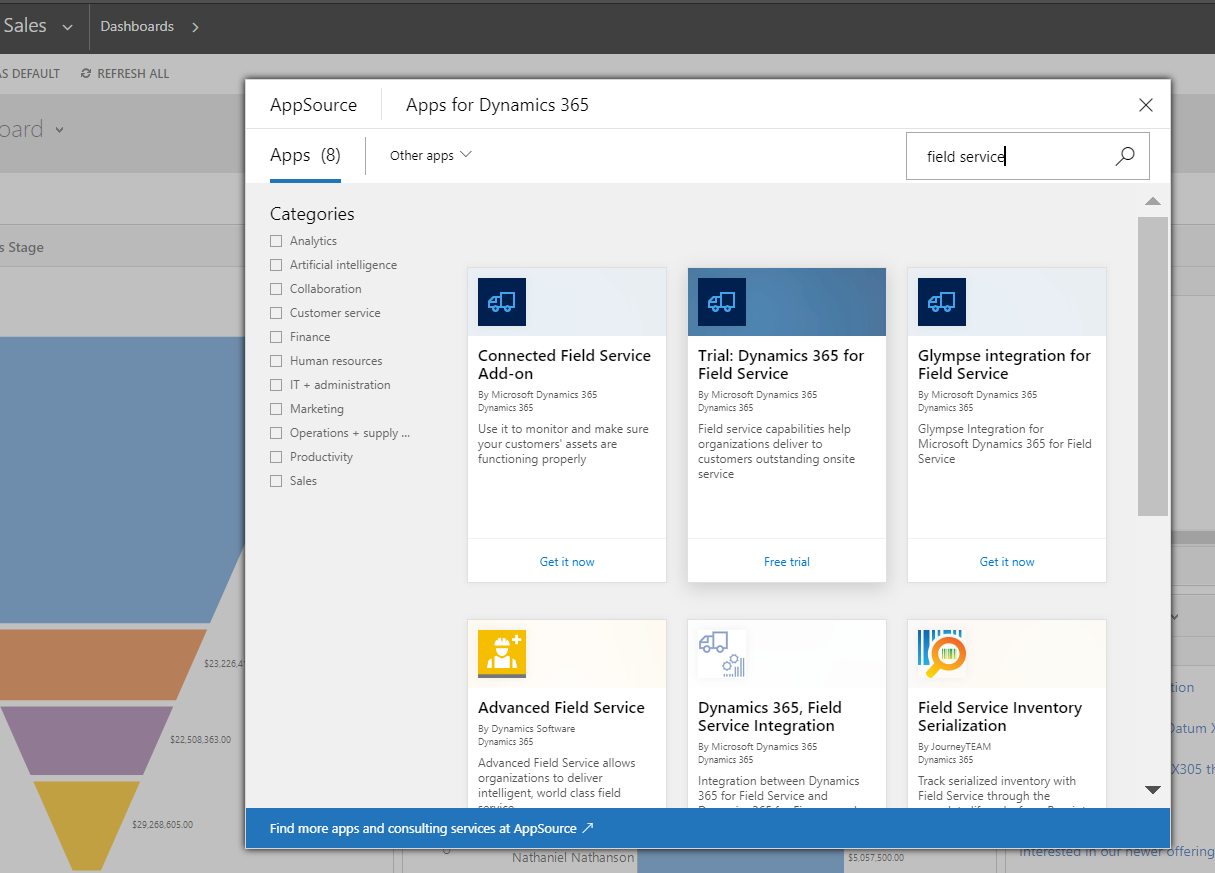 Sales
Dashboards
AS DEFAULT
REFRESH ALL
oard
s Stage
$23,226,4
$22,508,363.00
$29,268,605.00
AppSource
Apps for Dynamics 365
Apps (8)
Other apps
field service
Categories
Analytics
Artificial intelligence
Collaboration
Customer service
Finance
Human resources
IT + administration
Marketing
Operations + supply ...
Productivity
Sales
Connected Field Service
Add-on
By Microsoft Dynamics 365
Dynamics 365
Use it to monitor and make sure
your customers' assets are
functioning properly
Get it now
Trial: Dynamics 365 for
Field Service
By Microsoft Dynamics 365
Dynamics 365
Field service capabilities help
organizations deliver to
customers outstanding onsite
service
Free trial
Glympse integration for
Field Service
By Microsoft Dynamics 365
Dynamics 365
Glympse Integration for
Microsoft Dynamics 365 for Field
Service
Get it now
Advanced Field Service
By Dynamics Software
Dynamics 365
Advanced Field Service allows
organizations to deliver
intelligent, world class field
service
Dynamics 365, Field
Service Integration
By Microsoft Dynamics 365
Dynamics 365
Integration between Dynamics
365 for Field Service and
Field Service Inventory
Serialization
By JourneyTEAM
Dynamics 365
Track serialized inventory with
Field Service through the
Find more apps and consulting services at AppSource
tion
Datum X
X305 th
Nathaniel Nathanson
$5,057,500.00
Interested in our newer offering